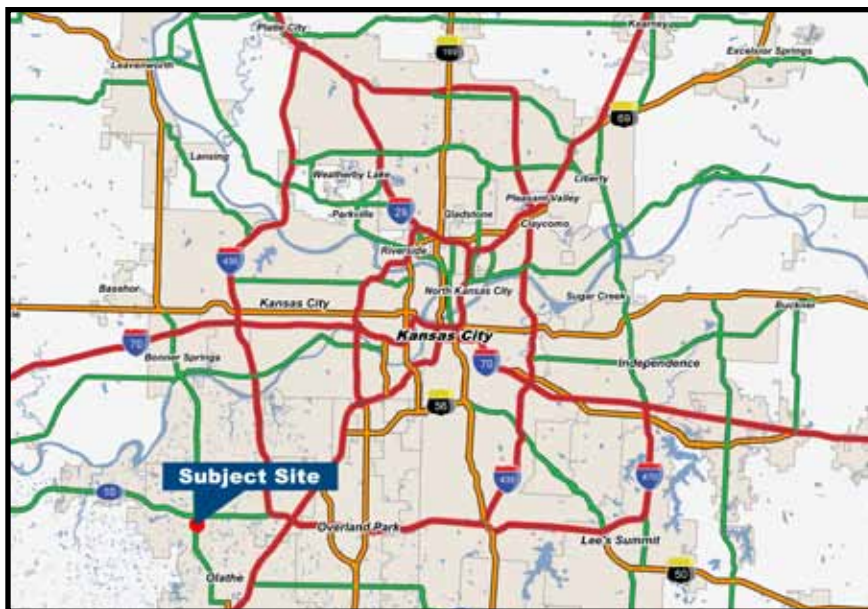 Platte City
Kearney
169
Excelsior Springs
Leavenworth
69
Lansing
Weatherby Lake
Liberty
Pleasant Valley
Parkville
29
Gladstone
Claycomo
Riverside
435
Basehor
North Kansas City
Kansas City
Sugar Creek
Buckner
Kansas City
70
Bonner Springs
70
Independence
56
Subject Site
435
470
10
Overland Park
Lee's Summit
Olathe
50